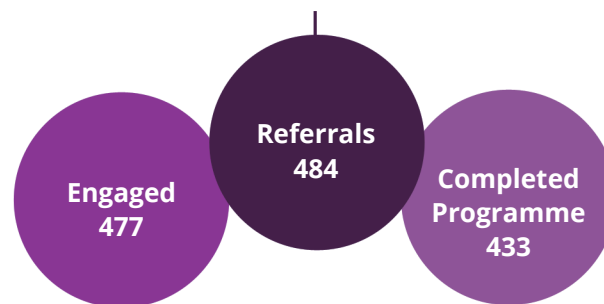 Engaged
477
Referrals
484
Completed
Programme
433